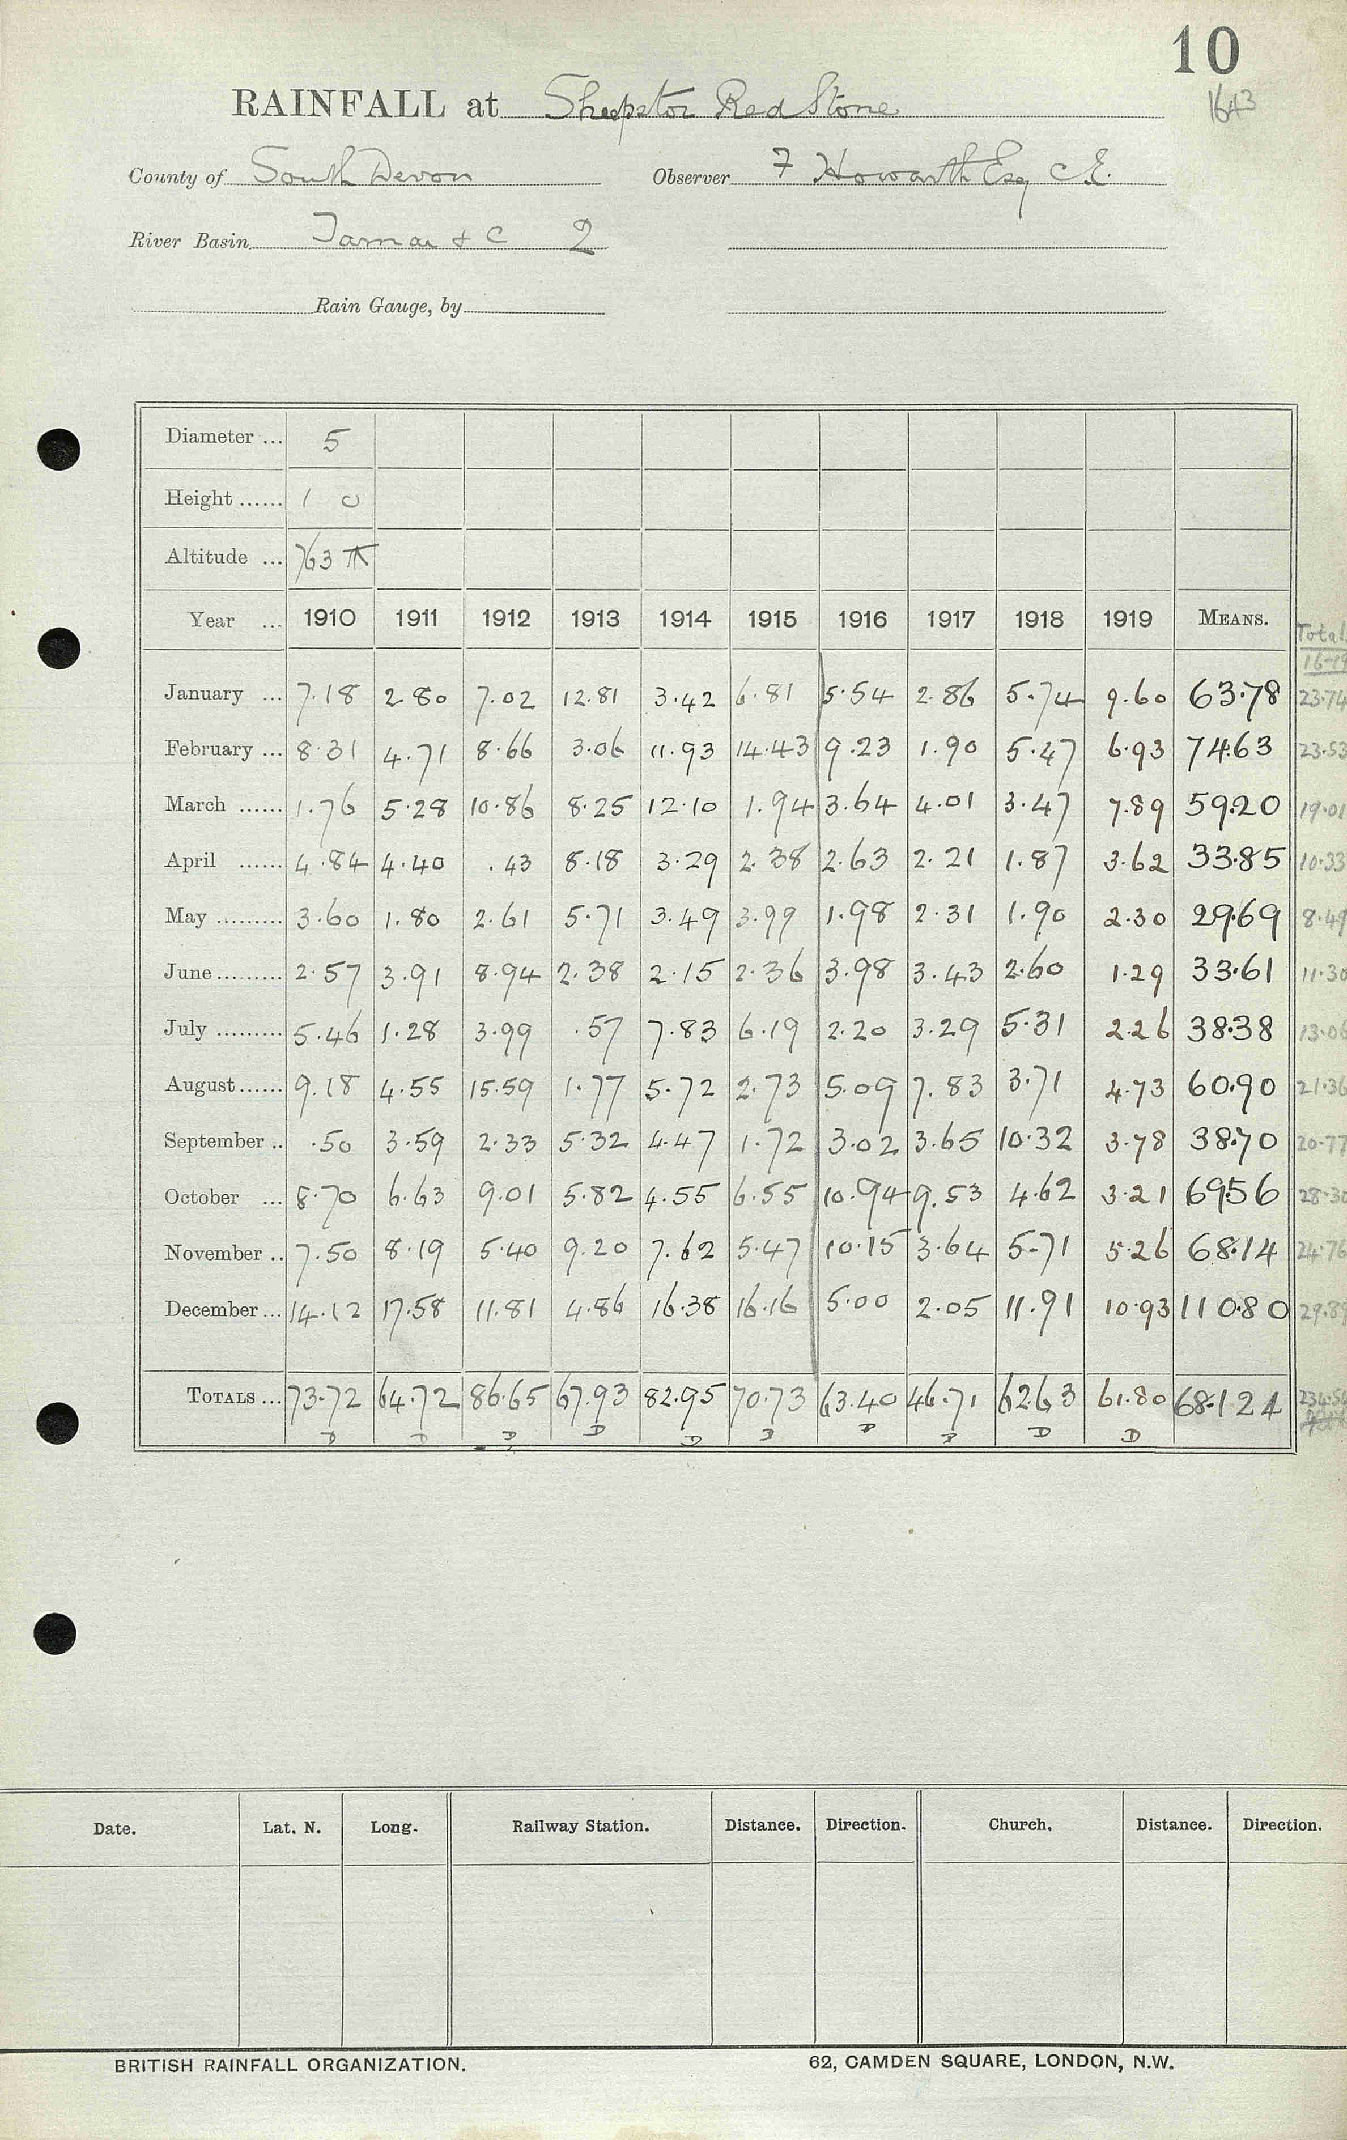 10
RAINFALL at Sheepstor Red Stone 1643
County of South Devon Observer F Howarth Esq C.E.
River Basin Tamar & C 2
Rain Gauge, by
Diameter ... 5
Height ...... 1 0
Altitude ... 763 ft
Year ... 1910 1911 1912 1913 1914 1915 1916 1917 1918 1919 MEANS. Total 16-19
January ... 7.18 2.80 7.02 12.81 3.42 6.81 5.54 2.86 5.74 9.60 63.78 23.74
February ... 8.31 4.71 8.66 3.06 11.93 14.43 9.23 1.90 5.47 6.93 74.63 23.53
March ...... 1.76 5.28 10.86 8.25 12.10 1.94 3.64 4.01 3.47 7.89 59.20 19.01
April ...... 4.84 4.40 .43 8.18 3.29 2.38 2.63 2.21 1.87 3.62 33.85 10.33
May ......... 3.60 1.80 2.61 5.71 3.49 3.99 1.98 2.31 1.90 2.30 29.69 8.49
June ......... 2.57 3.91 8.94 2.38 2.15 2.36 3.98 3.43 2.60 1.29 33.61 11.30
July ......... 5.46 1.28 3.99 .57 7.83 6.19 2.20 3.29 5.31 2.26 38.38 13.06
August ...... 9.18 4.55 15.59 1.77 5.72 2.73 5.09 7.83 3.71 4.73 60.90 21.36
September .. .50 3.59 2.33 5.32 4.47 1.72 3.02 3.65 10.32 3.78 38.70 20.77
October ... 8.70 6.63 9.01 5.82 4.55 6.55 10.94 9.53 4.62 3.21 69.56 28.30
November .. 7.50 8.19 5.40 9.20 7.62 5.47 10.15 3.64 5.71 5.26 68.14 24.76
December ... 14.12 17.58 11.81 4.86 16.38 16.16 5.00 2.05 11.91 10.93 110.80 29.89
TOTALS ... 73.72 64.72 86.65 67.93 82.95 70.73 63.40 46.71 62.63 61.80 68.124 234.54
D D D D D D D D D D
Date. Lat. N. Long. Railway Station. Distance. Direction. Church. Distance. Direction.
BRITISH RAINFALL ORGANIZATION. 62, CAMDEN SQUARE, LONDON, N.W.